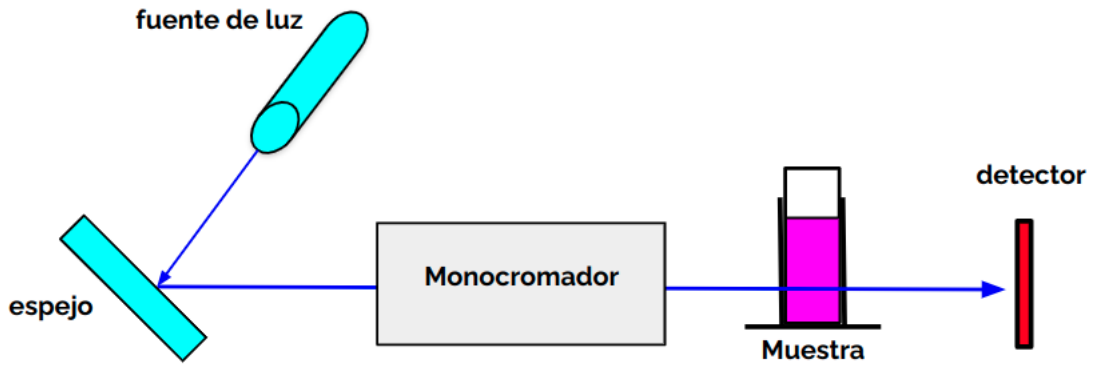 fuente de luz
detector
Monocromador
espejo
Muestra